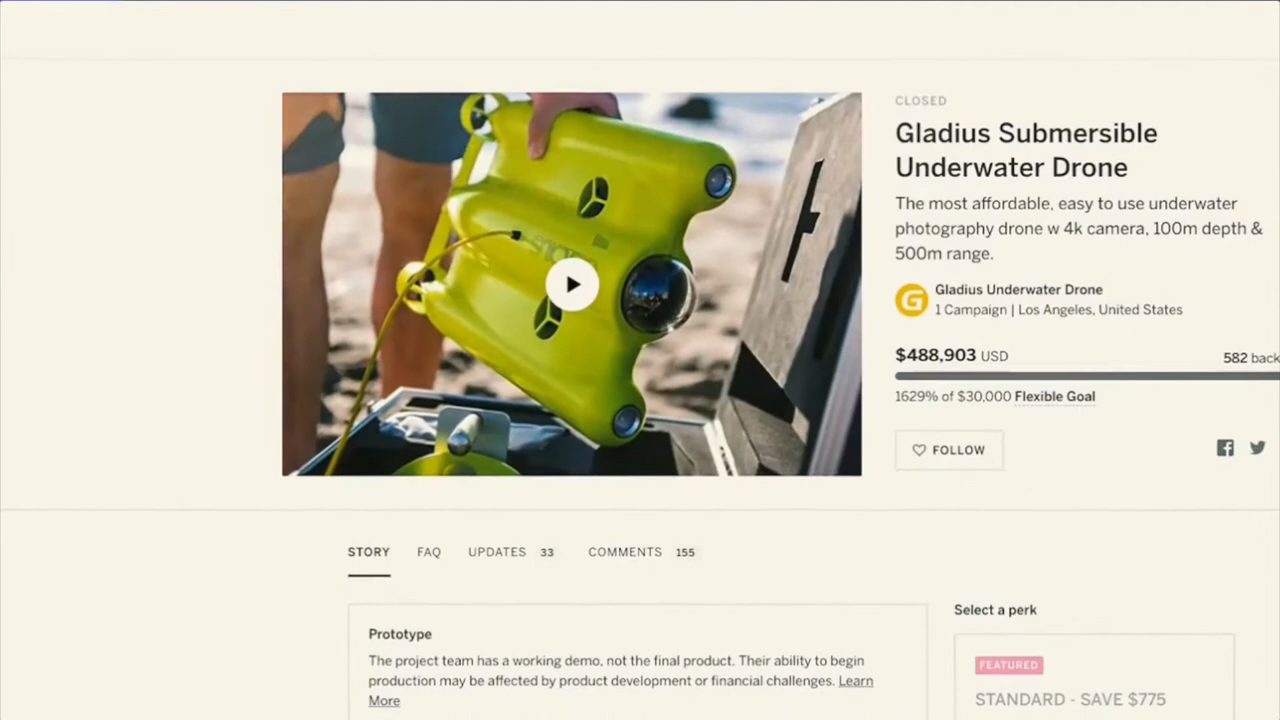 CLOSED
Gladius Submersible
Underwater Drone
The most affordable, easy to use underwater
photography drone w 4k camera, 100m depth &
500m range.
G
Gladius Underwater Drone
1 Campaign | Los Angeles, United States
$488,903 USD
582 back
1629% of $30,000 Flexible Goal
FOLLOW
STORY FAQ UPDATES 33 COMMENTS 155
Prototype
The project team has a working demo, not the final product. Their ability to begin
production may be affected by product development or financial challenges. Learn
More
Select a perk
FEATURED
STANDARD - SAVE $775